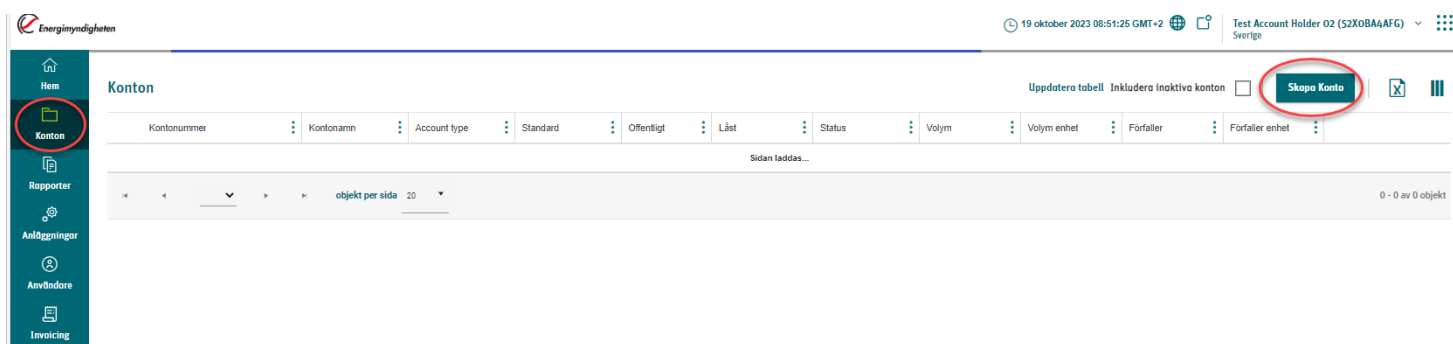 Energimyndigheten
19 oktober 2023 08:51:25 GMT+2
Test Account Holder 02 (52X0BA4AFG)
Sverige
Hem
Konton
Rapporter
Anläggningar
Användare
Invoicing
Konton
Uppdatera tabell Inkludera inaktiva konton Skapa Konto
Kontonummer Kontonamn Account type Standard Offentligt Låst Status Volym Volym enhet Förfaller Förfaller enhet
Sidan laddas...
objekt per sida 20 0 - 0 av 0 objekt